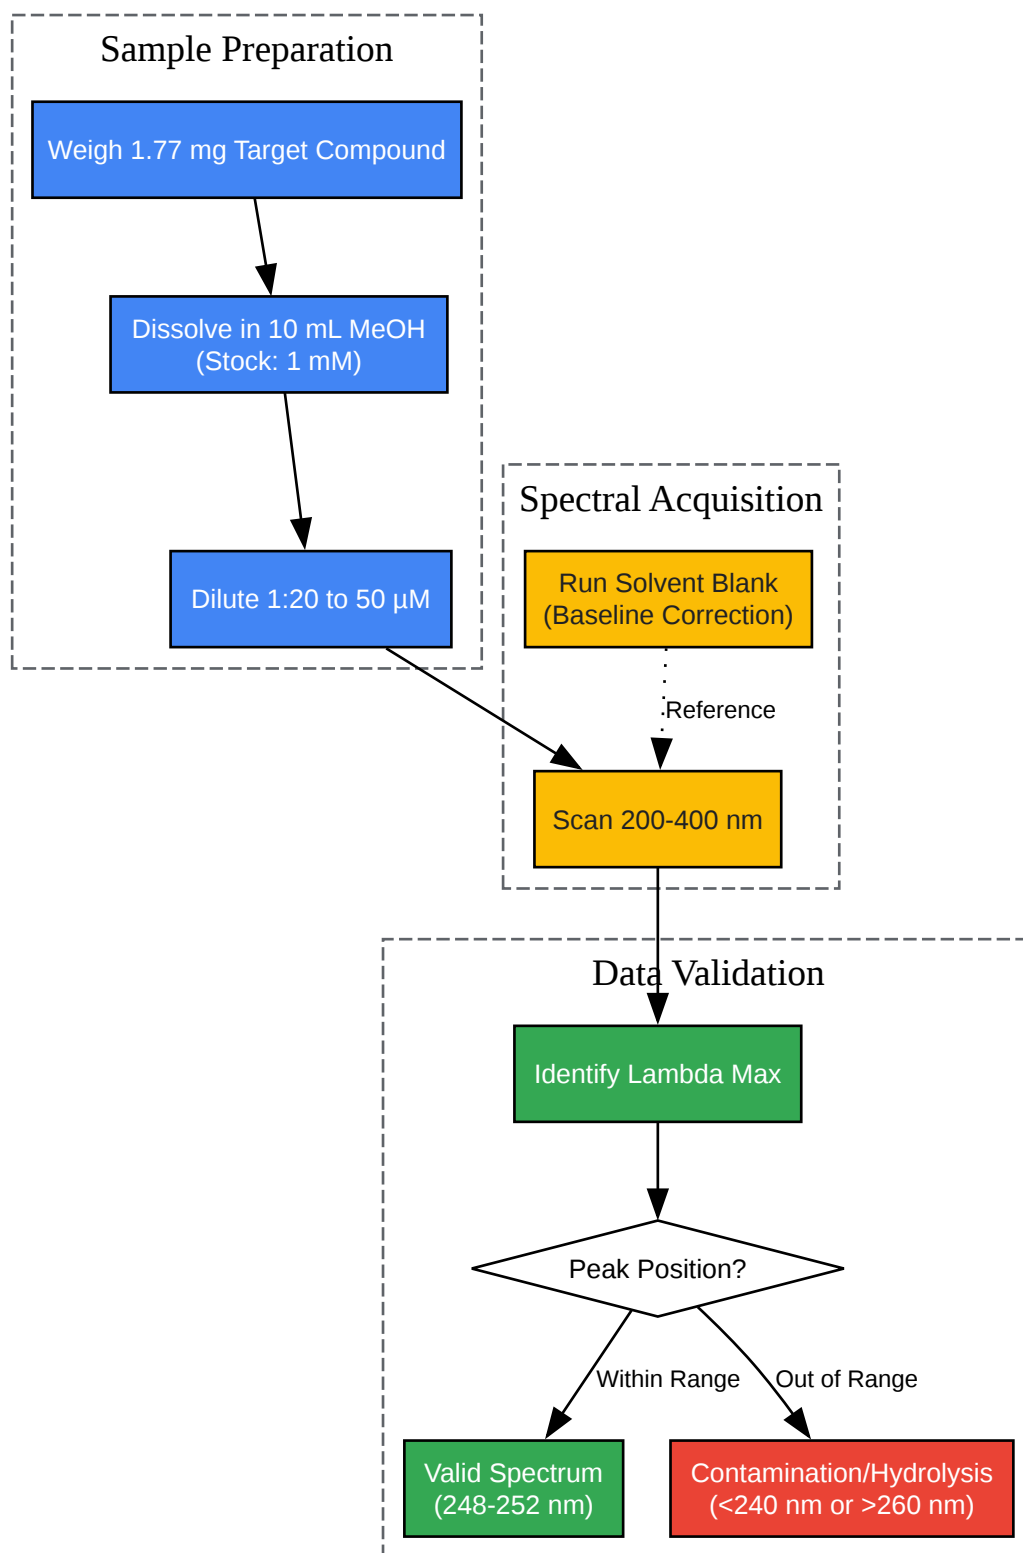 Sample Preparation
Weigh 1.77 mg Target Compound
Dissolve in 10 mL MeOH
(Stock: 1 mM)
Dilute 1:20 to 50 µM
Spectral Acquisition
Run Solvent Blank
(Baseline Correction)
Reference
Scan 200-400 nm
Data Validation
Identify Lambda Max
Peak Position?
Within Range
Out of Range
Valid Spectrum
(248-252 nm)
Contamination/Hydrolysis
(<240 nm or >260 nm)